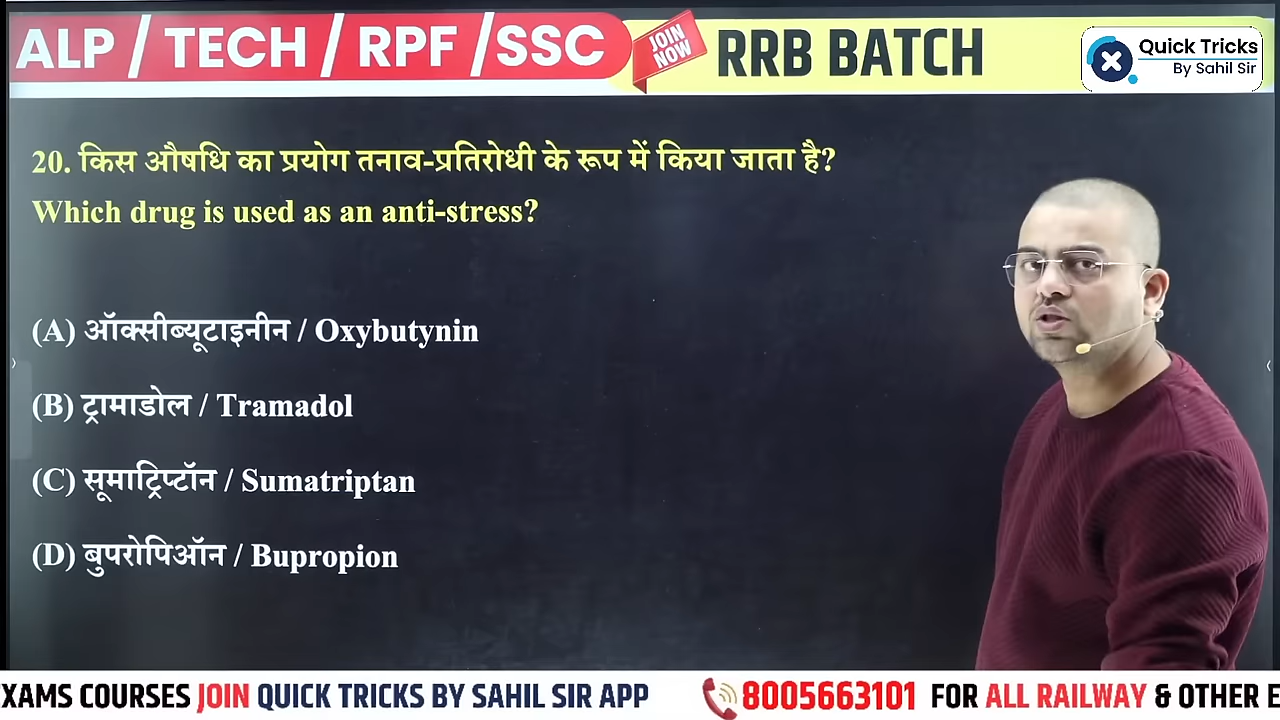 ALP / TECH / RPF / SSC
JOIN NOW
RRB BATCH
Quick Tricks
By Sahil Sir
20. किस औषधि का प्रयोग तनाव-प्रतिरोधी के रूप में किया जाता है?
Which drug is used as an anti-stress?
(A) ऑक्सीब्यूटाइनीन / Oxybutynin
(B) ट्रामाडोल / Tramadol
(C) सूमाट्रिप्टॉन / Sumatriptan
(D) बुपरोपिऑन / Bupropion
XAMS COURSES JOIN QUICK TRICKS BY SAHIL SIR APP 8005663101 FOR ALL RAILWAY & OTHER E